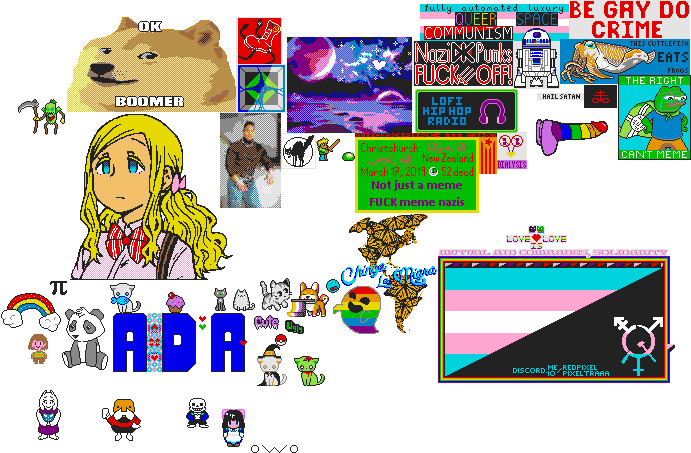 OK
BOOMER
fully automated luxury
QUEER SPACE
COMMUNISM
Nazi Punks
FUCK OFF!
BE GAY DO
CRIME
THIS CUTTLEFISH
EATS
FROGS
LOFI
HIP HOP
RADIO
HAIL SATAN
THE RIGHT
CAN'T MEME
Christchurch
New Zealand
March 17, 2019
52 dead
Not just a meme
FUCK meme nazis
DIALYSIS
LOVE LOVE
IS
MUTUAL AID COMRADES, SOLIDARITY
Chinga
La Migra
π
ADA
Cute
DISCORD
ME/REDPIXEL
PIXELTRAAA